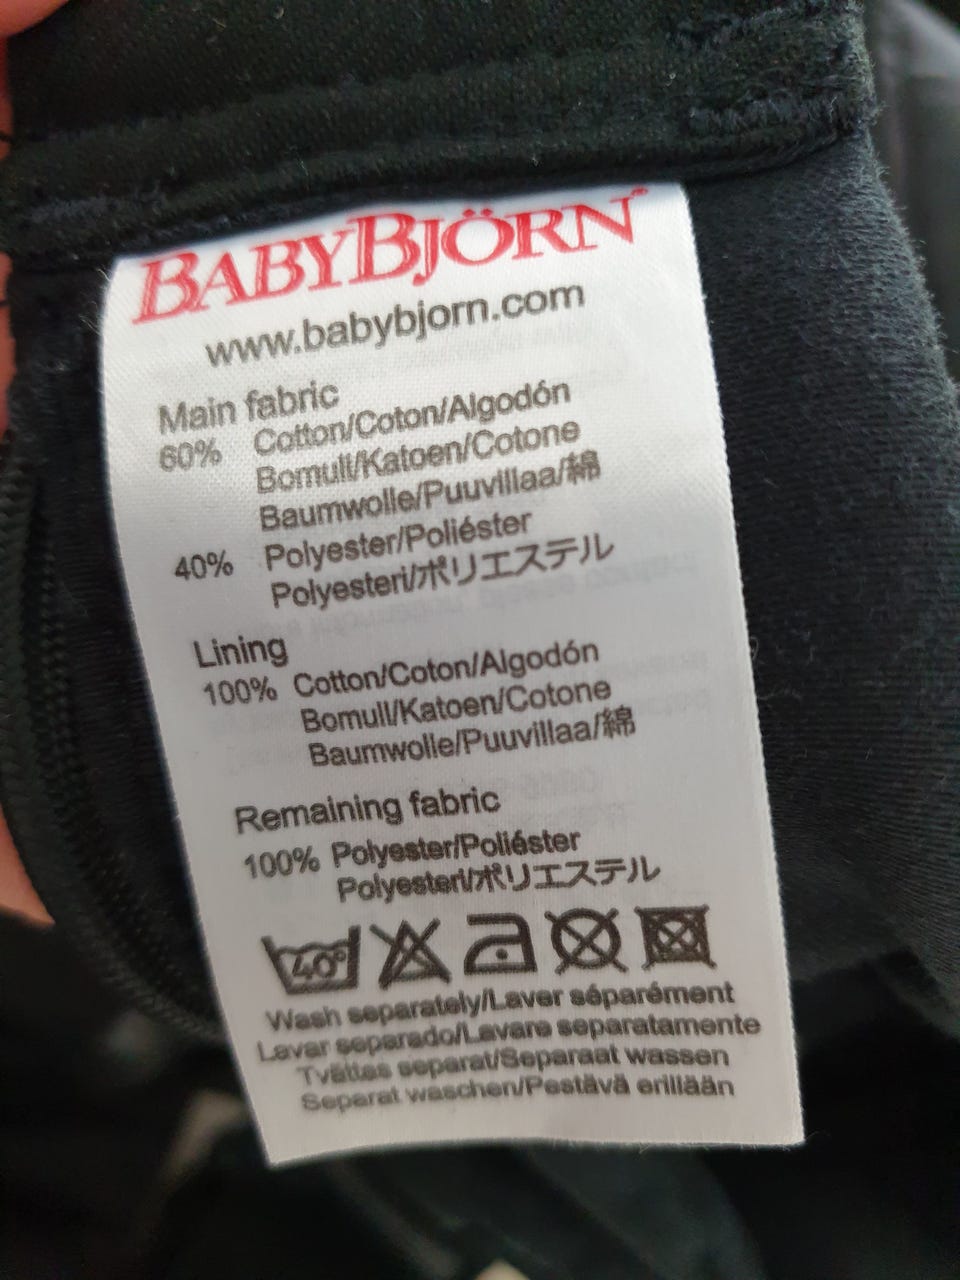 BABYBJÖRN®
www.babybjorn.com
Main fabric
60% Cotton/Coton/Algodón
Bomull/Katoen/Cotone
Baumwolle/Puuvillaa/綿
40% Polyester/Poliéster
Polyesteri/ポリエステル
Lining
100% Cotton/Coton/Algodón
Bomull/Katoen/Cotone
Baumwolle/Puuvillaa/綿
Remaining fabric
100% Polyester/Poliéster
Polyesteri/ポリエステル
40°
Wash separately/Laver séparément
Lavar separado/Lavare separatamente
Tvättas separat/Separaat wassen
Separat waschen/Pestävä erillään